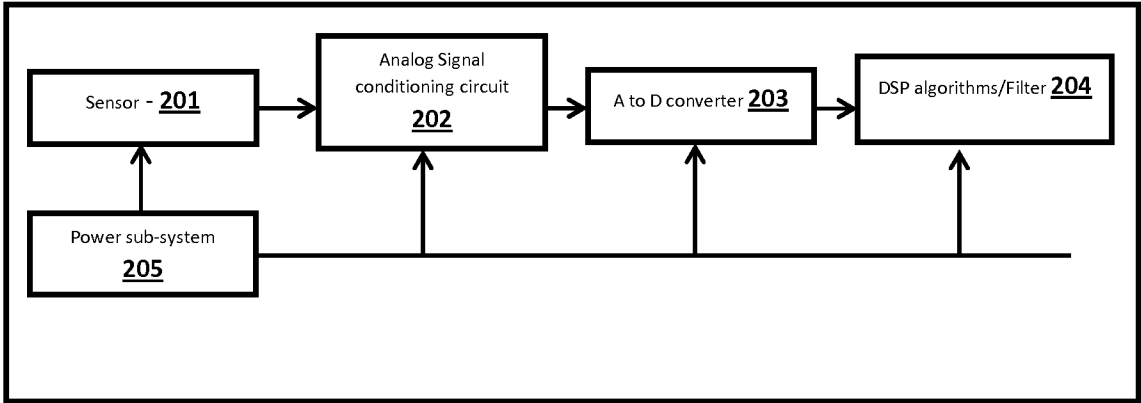 Sensor - 201
Analog Signal
conditioning circuit
202
A to D converter 203
DSP algorithms/Filter 204
Power sub-system
205